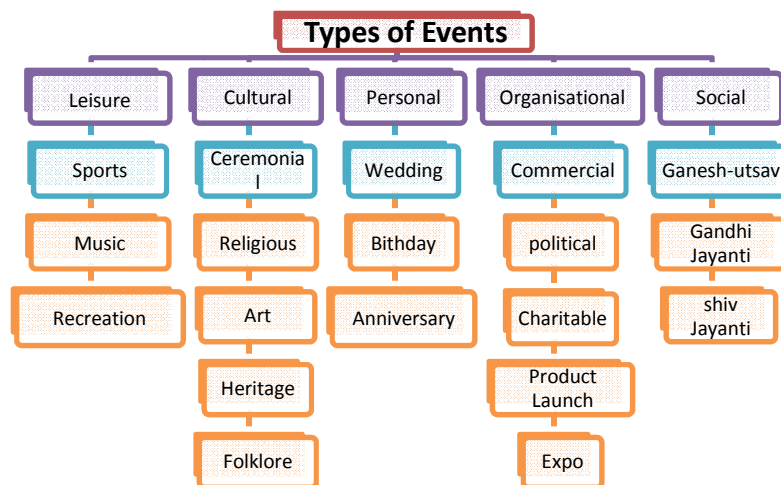 Types of Events
Leisure
Cultural
Personal
Organisational
Social
Sports
Ceremonia
l
Wedding
Commercial
Ganesh-utsav
Music
Religious
Bithday
political
Gandhi
Jayanti
Recreation
Art
Anniversary
Charitable
shiv
Jayanti
Heritage
Product
Launch
Folklore
Expo